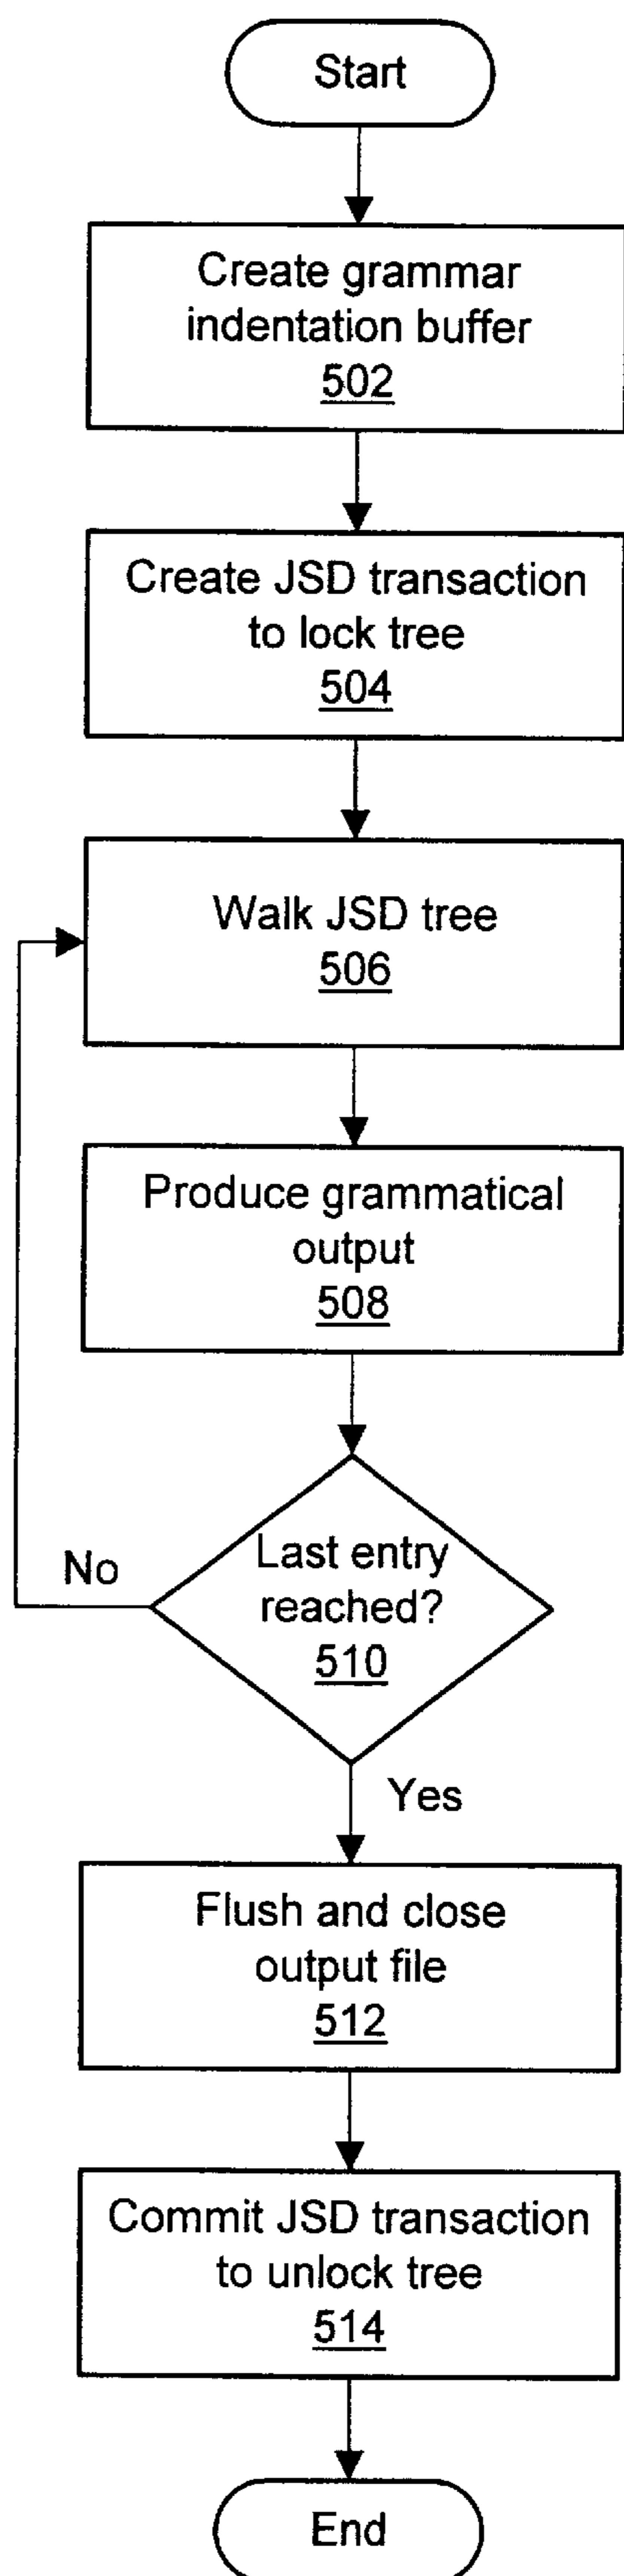 Start
Create grammar
indentation buffer
502
Create JSD transaction
to lock tree
504
Walk JSD tree
506
Produce grammatical
output
508
Last entry
reached?
510
No
Yes
Flush and close
output file
512
Commit JSD transaction
to unlock tree
514
End